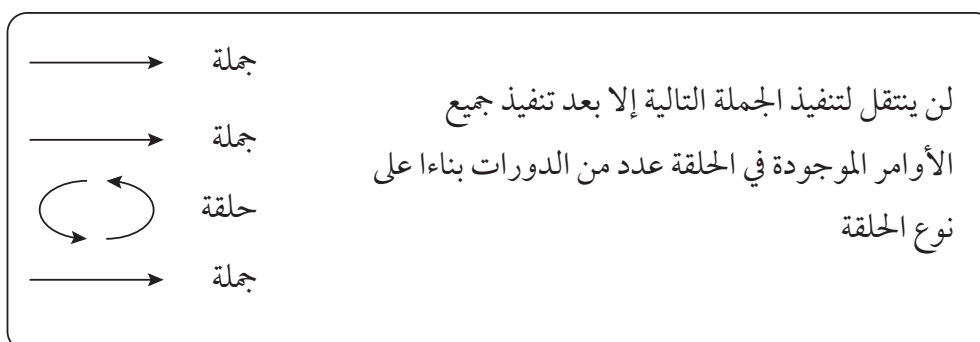 لن ينتقل لتنفيذ الجملة التالية إلا بعد تنفيذ جميع
الأوامر الموجودة في الحلقة عدد من الدورات بناءا على
نوع الحلقة
جملة
جملة
حلقة
جملة